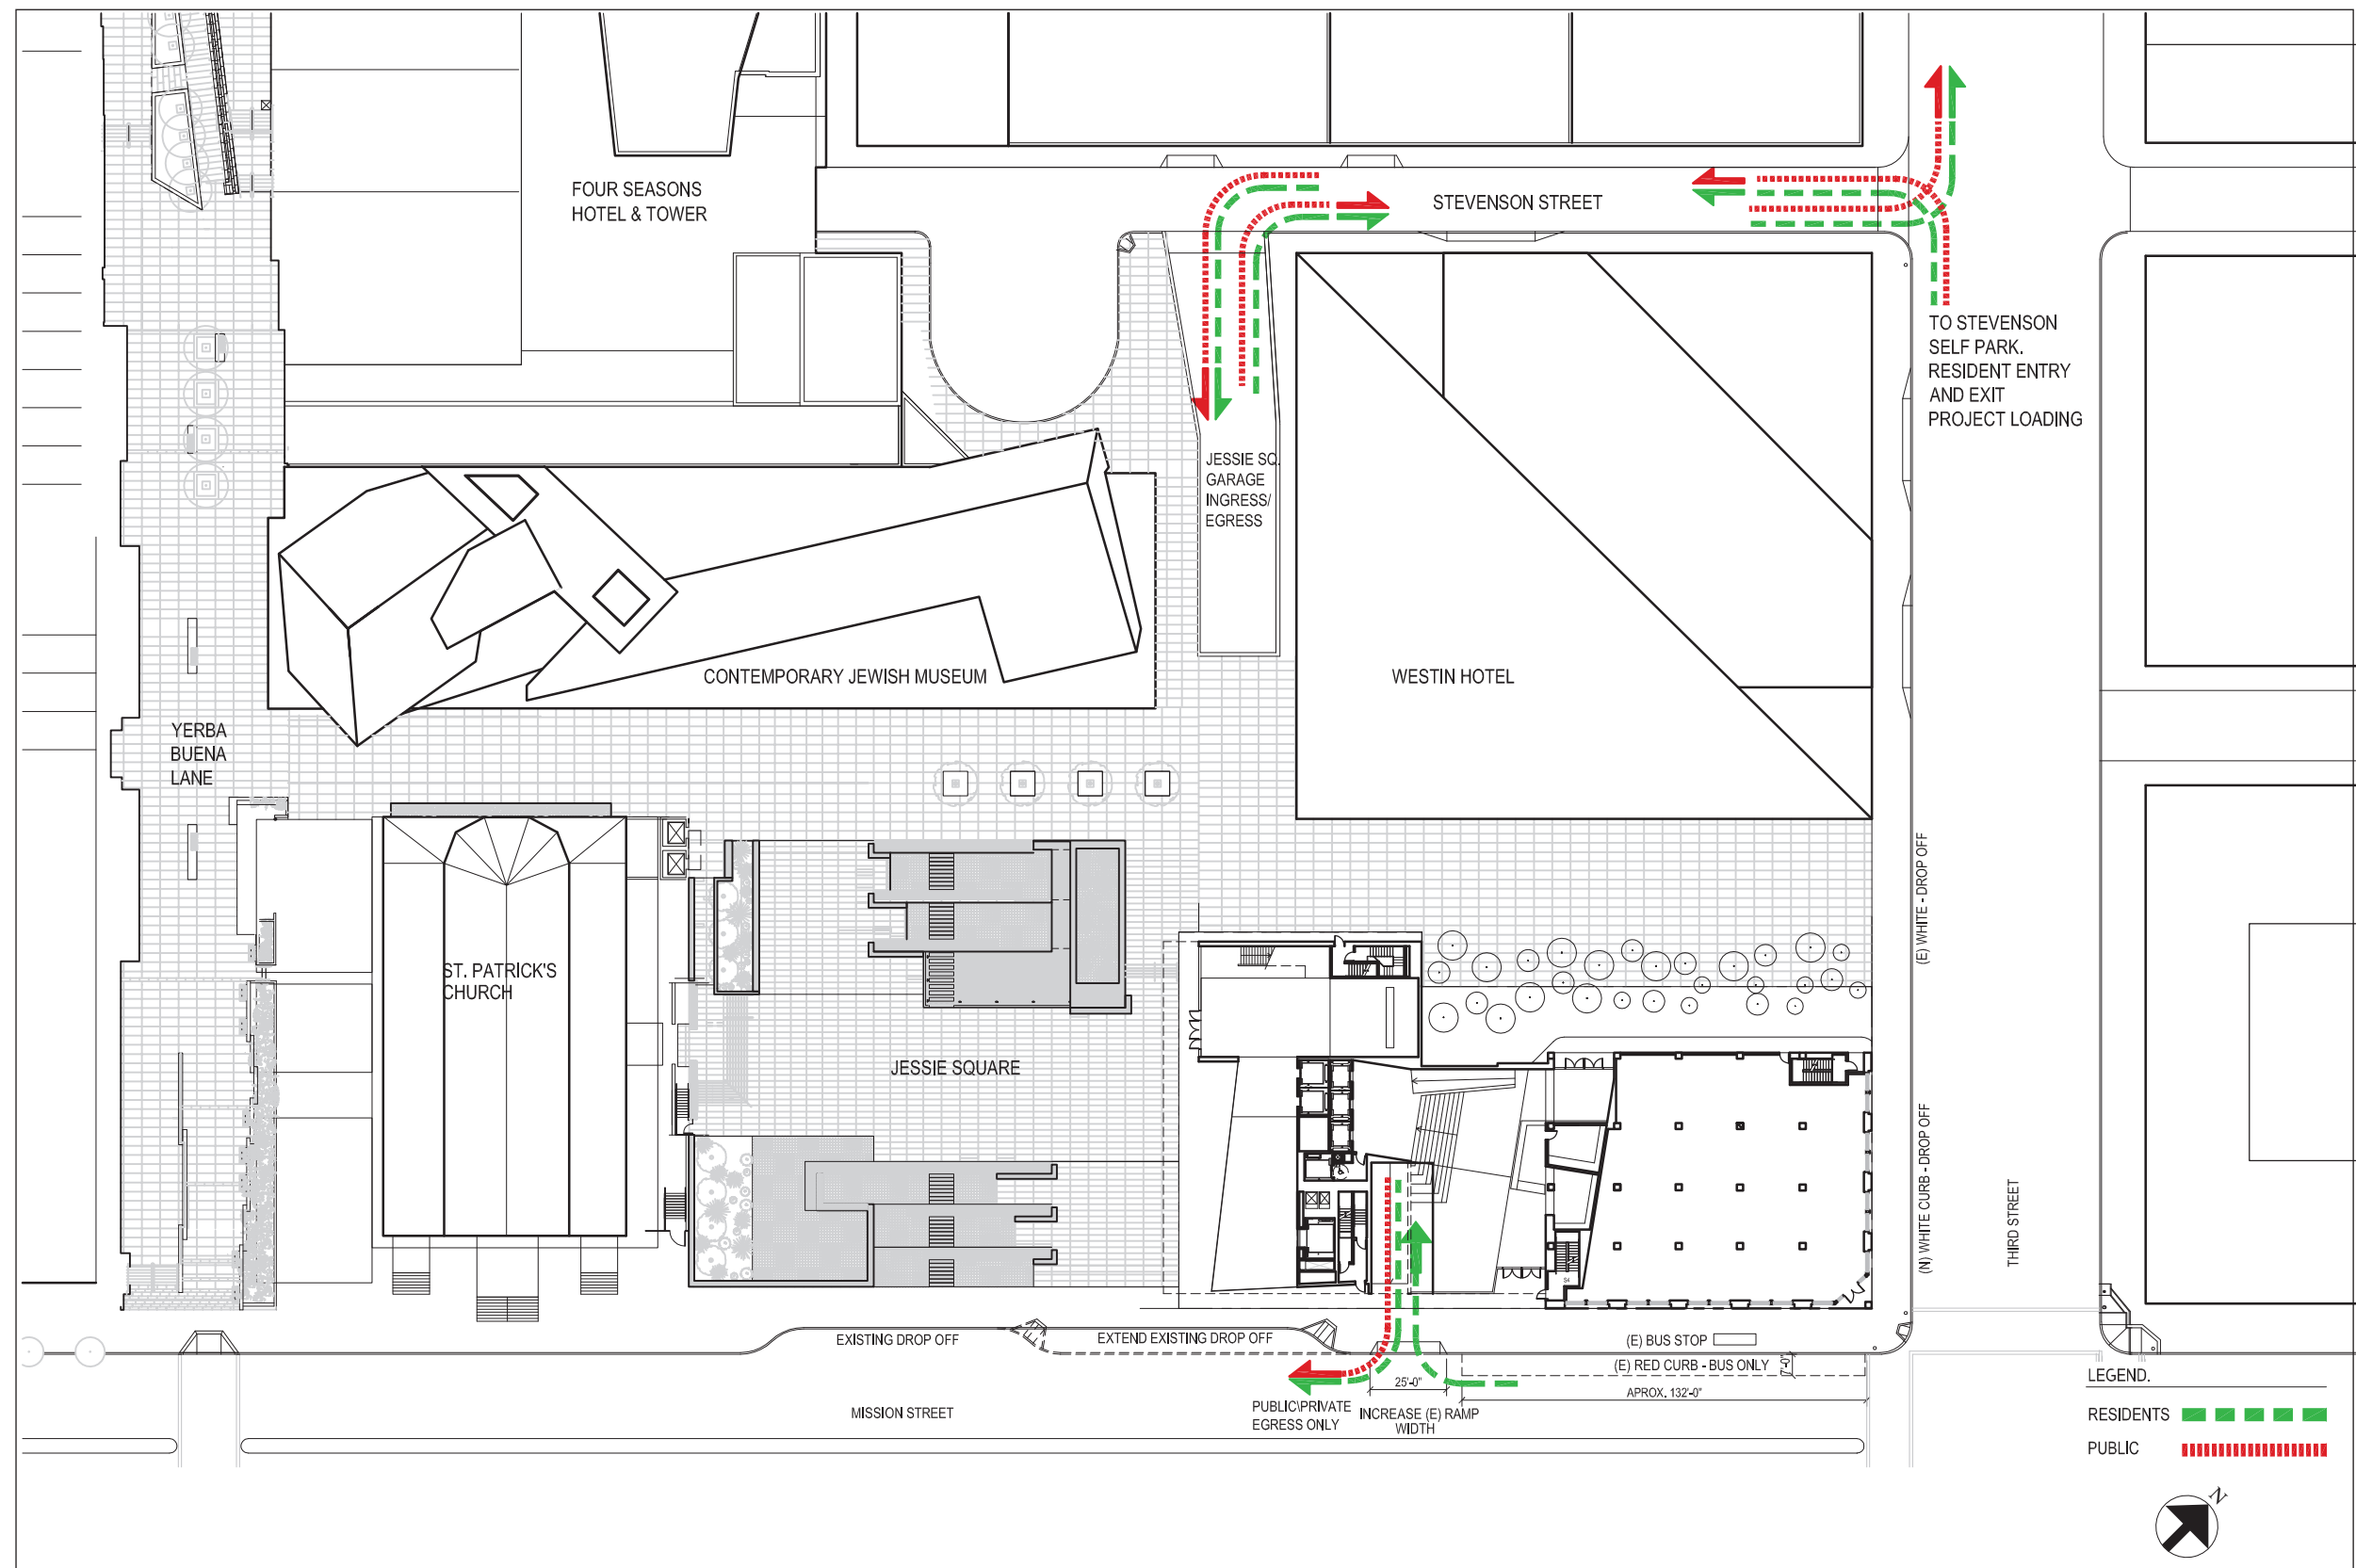 FOUR SEASONS
HOTEL & TOWER
STEVENSON STREET
TO STEVENSON
SELF PARK.
RESIDENT ENTRY
AND EXIT
PROJECT LOADING
JESSIE SQ.
GARAGE
INGRESS/
EGRESS
CONTEMPORARY JEWISH MUSEUM
WESTIN HOTEL
YERBA
BUENA
LANE
(E) WHITE - DROP OFF
ST. PATRICK'S
CHURCH
JESSIE SQUARE
(N) WHITE CURB - DROP OFF
THIRD STREET
EXISTING DROP OFF
EXTEND EXISTING DROP OFF
(E) BUS STOP
(E) RED CURB - BUS ONLY
7'-0"
25'-0"
APROX. 132'-0"
MISSION STREET
PUBLIC\PRIVATE
EGRESS ONLY
INCREASE (E) RAMP
WIDTH
LEGEND.
RESIDENTS
PUBLIC
N